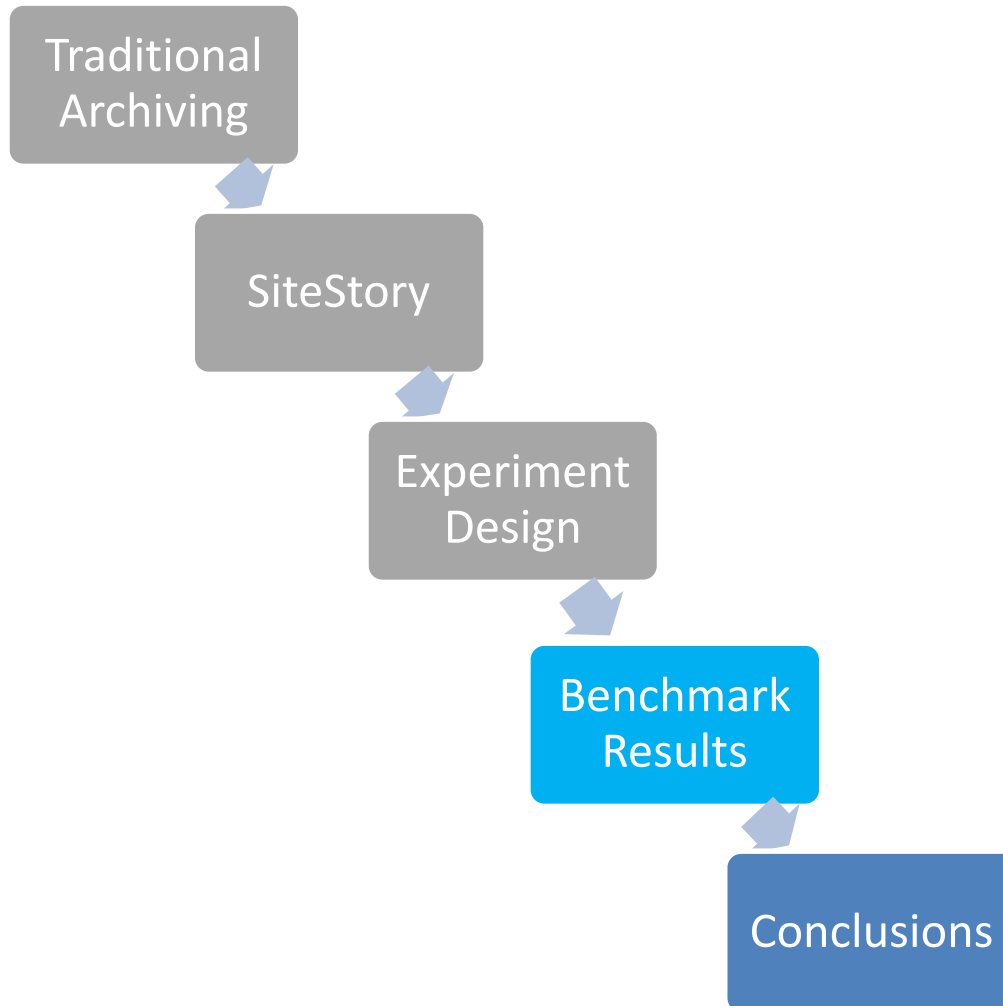 Traditional
Archiving
SiteStory
Experiment
Design
Benchmark
Results
Conclusions